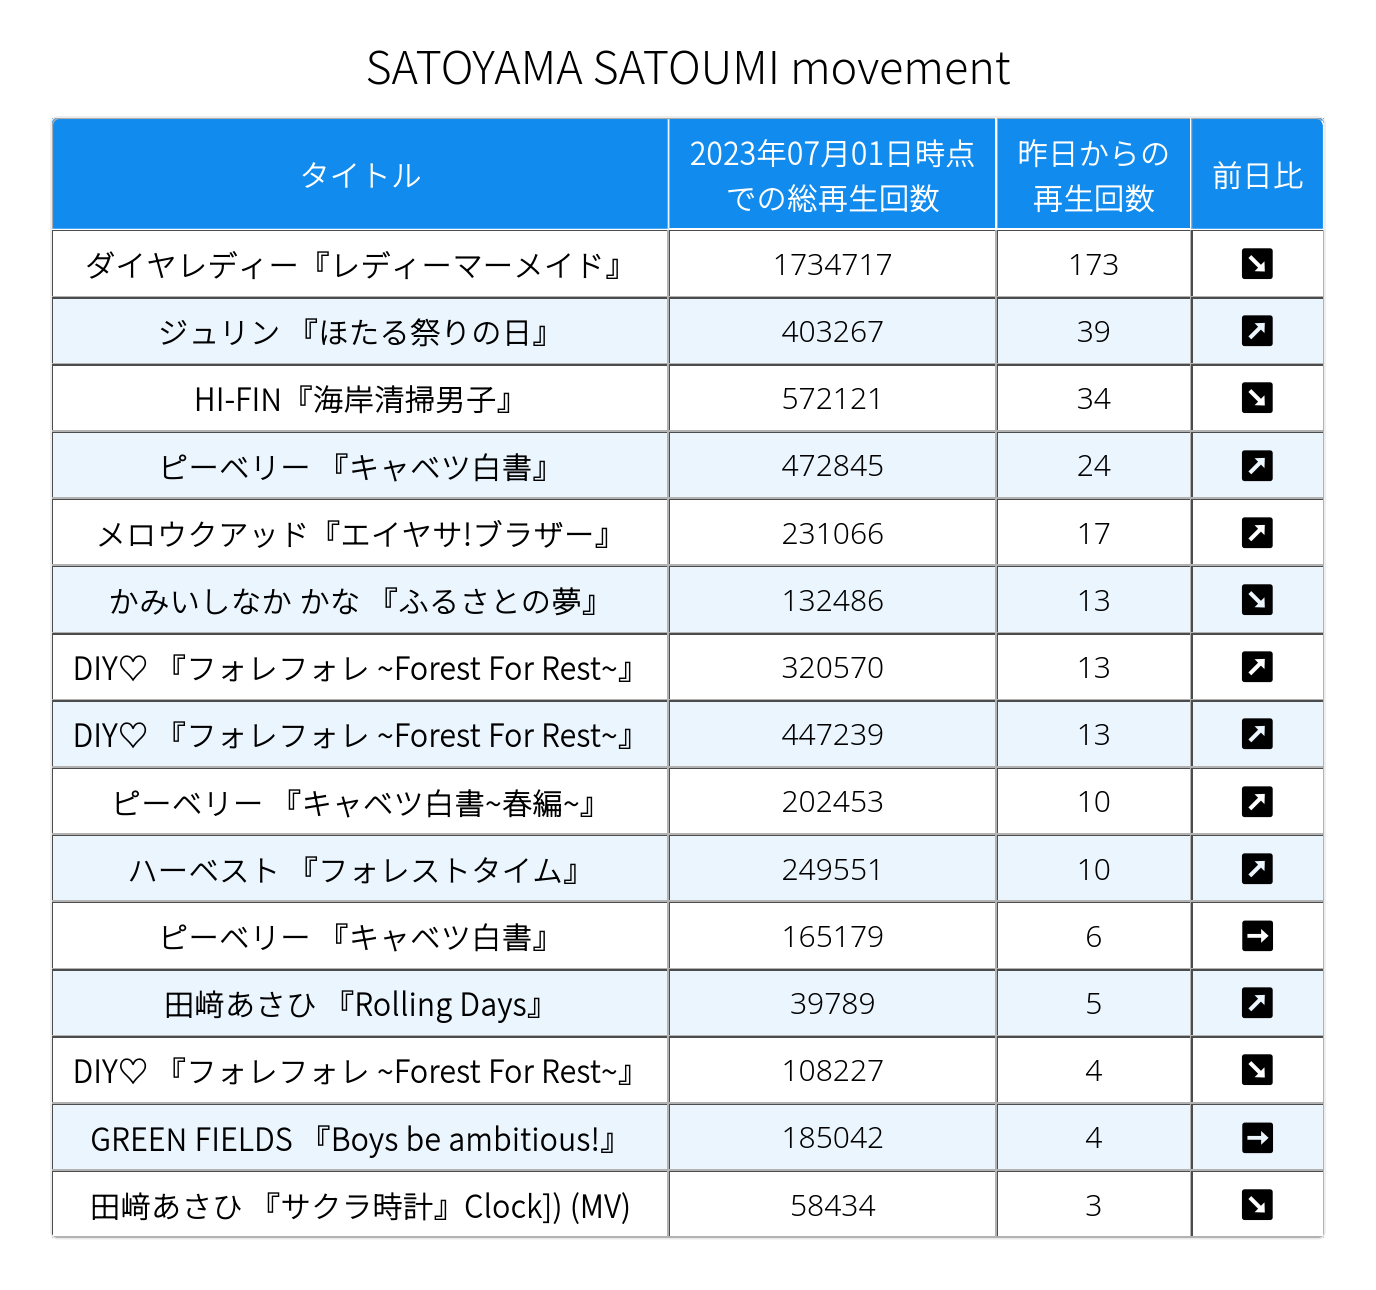 SATOYAMA SATOUMI movement
タイトル 2023年07月01日時点での総再生回数 昨日からの再生回数 前日比
ダイヤレディー『レディーマーメイド』 1734717 173 ↘
ジュリン 『ほたる祭りの日』 403267 39 ↗
HI-FIN『海岸清掃男子』 572121 34 ↘
ピーベリー 『キャベツ白書』 472845 24 ↗
メロウクアッド『エイヤサ!ブラザー』 231066 17 ↗
かみいしなか かな 『ふるさとの夢』 132486 13 ↘
DIY♡ 『フォレフォレ ~Forest For Rest~』 320570 13 ↗
DIY♡ 『フォレフォレ ~Forest For Rest~』 447239 13 ↗
ピーベリー 『キャベツ白書~春編~』 202453 10 ↗
ハーベスト 『フォレストタイム』 249551 10 ↗
ピーベリー 『キャベツ白書』 165179 6 →
田﨑あさひ 『Rolling Days』 39789 5 ↗
DIY♡ 『フォレフォレ ~Forest For Rest~』 108227 4 ↘
GREEN FIELDS 『Boys be ambitious!』 185042 4 →
田﨑あさひ 『サクラ時計』Clock]) (MV) 58434 3 ↘